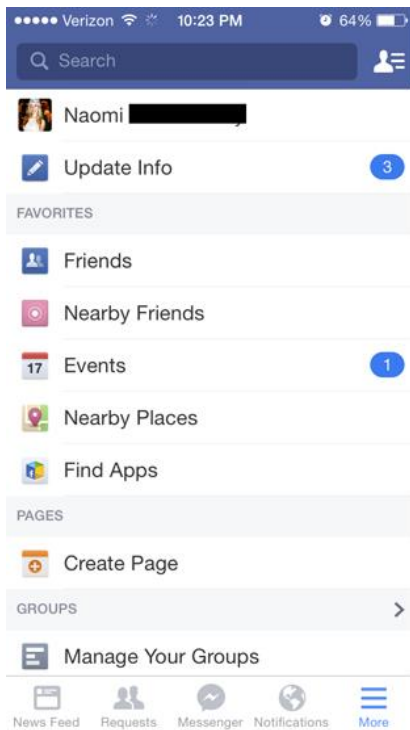 Verizon 10:23 PM 64%
Search
Naomi
Update Info 3
FAVORITES
Friends
Nearby Friends
17 Events 1
Nearby Places
Find Apps
PAGES
Create Page
GROUPS
Manage Your Groups
News Feed Requests Messenger Notifications More